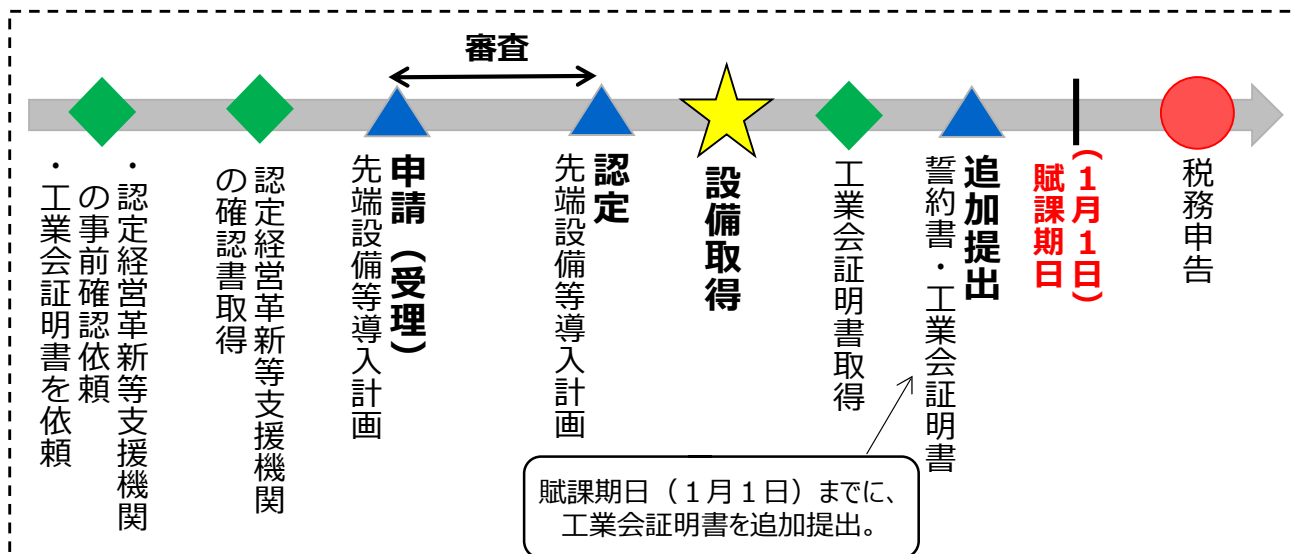 審査
・認定経営革新等支援機関
の事前確認依頼
・工業会証明書を依頼
認定経営革新等支援機関
の確認書取得
申請（受理）
先端設備等導入計画
認定
先端設備等導入計画
設備取得
工業会証明書取得
追加提出
誓約書・工業会証明書
（１月１日）
賦課期日
税務申告
賦課期日（１月１日）までに、
工業会証明書を追加提出。